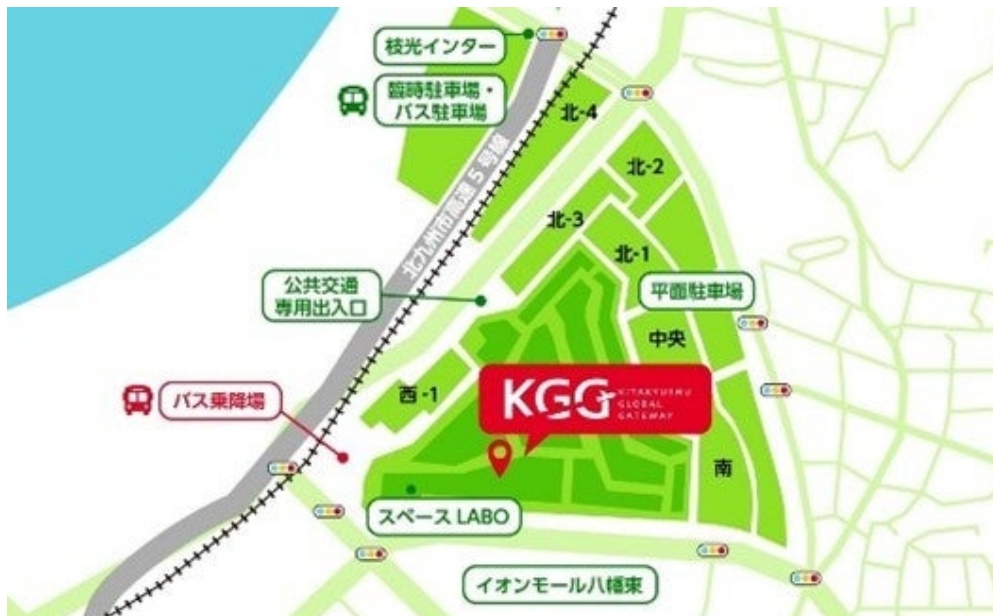 枝光インター
臨時駐車場・
バス駐車場
北-4
北-2
北九州市高速5号線
北-3
北-1
公共交通
専用出入口
平面駐車場
中央
西-1
KGG
KITAKYUSHU
GLOBAL
GATEWAY
バス乗降場
南
スペースLABO
イオンモール八幡東